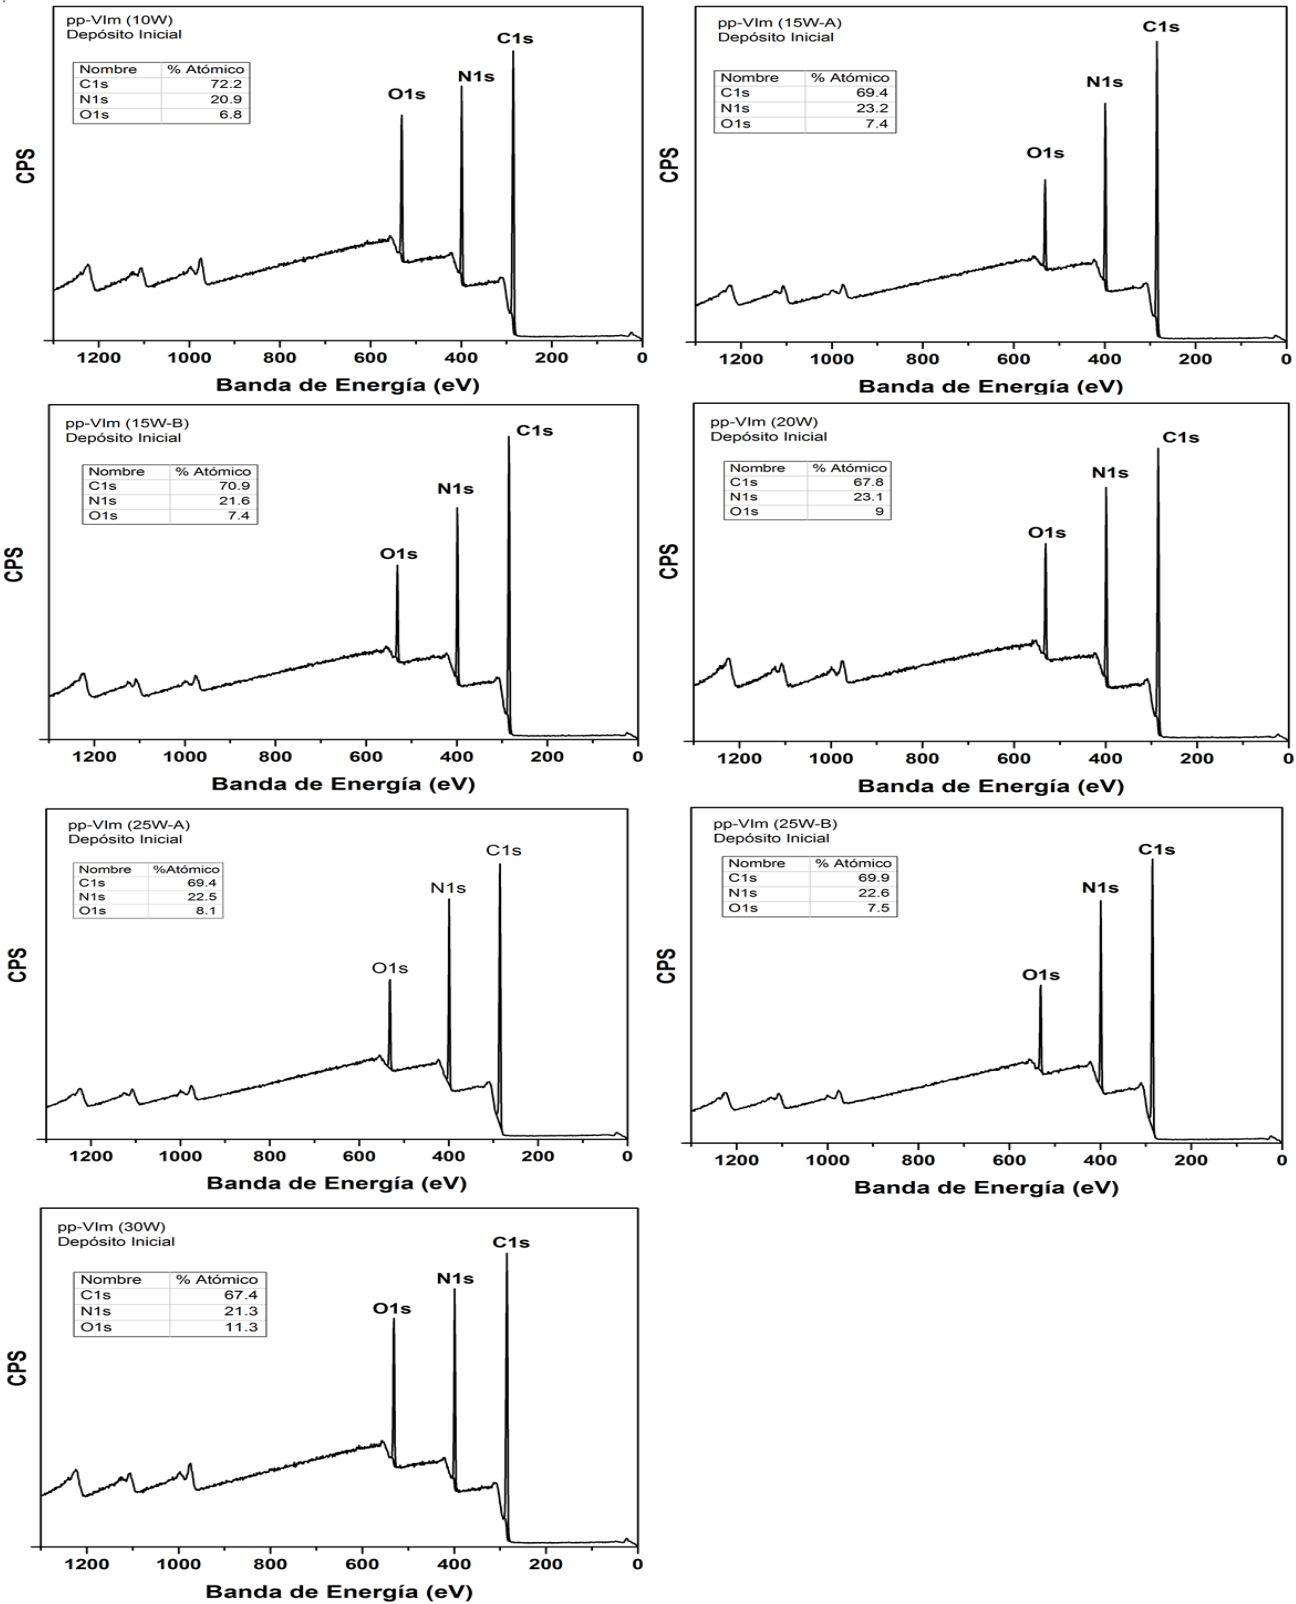 pp-VIm (10W)
Depósito Inicial
Nombre % Atómico
C1s 72.2
N1s 20.9
O1s 6.8
O1s
N1s
C1s
CPS
1200 1000 800 600 400 200 0
Banda de Energía (eV)
pp-VIm (15W-A)
Depósito Inicial
Nombre % Atómico
C1s 69.4
N1s 23.2
O1s 7.4
O1s
N1s
C1s
CPS
1200 1000 800 600 400 200 0
Banda de Energía (eV)
pp-VIm (15W-B)
Depósito Inicial
Nombre % Atómico
C1s 70.9
N1s 21.6
O1s 7.4
O1s
N1s
C1s
CPS
1200 1000 800 600 400 200 0
Banda de Energía (eV)
pp-VIm (20W)
Depósito Inicial
Nombre % Atómico
C1s 67.8
N1s 23.1
O1s 9
O1s
N1s
C1s
CPS
1200 1000 800 600 400 200 0
Banda de Energía (eV)
pp-VIm (25W-A)
Depósito Inicial
Nombre %Atómico
C1s 69.4
N1s 22.5
O1s 8.1
O1s
N1s
C1s
CPS
1200 1000 800 600 400 200 0
Banda de Energía (eV)
pp-VIm (25W-B)
Depósito Inicial
Nombre % Atómico
C1s 69.9
N1s 22.6
O1s 7.5
O1s
N1s
C1s
CPS
1200 1000 800 600 400 200 0
Banda de Energía (eV)
pp-VIm (30W)
Depósito Inicial
Nombre % Atómico
C1s 67.4
N1s 21.3
O1s 11.3
O1s
N1s
C1s
CPS
1200 1000 800 600 400 200 0
Banda de Energía (eV)